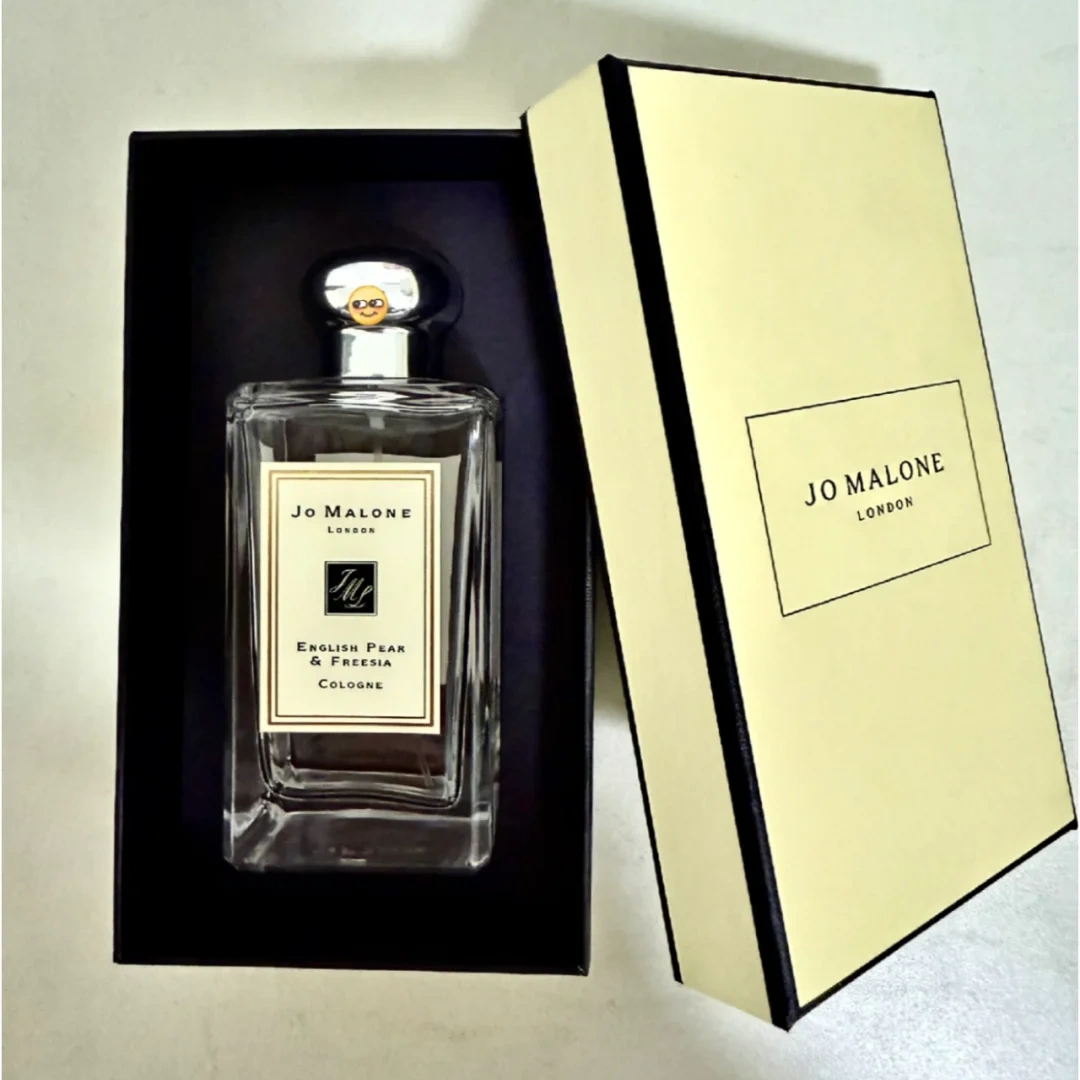 JO MALONE
LONDON
JML
ENGLISH PEAR
& FREESIA
COLOGNE
JO MALONE
LONDON